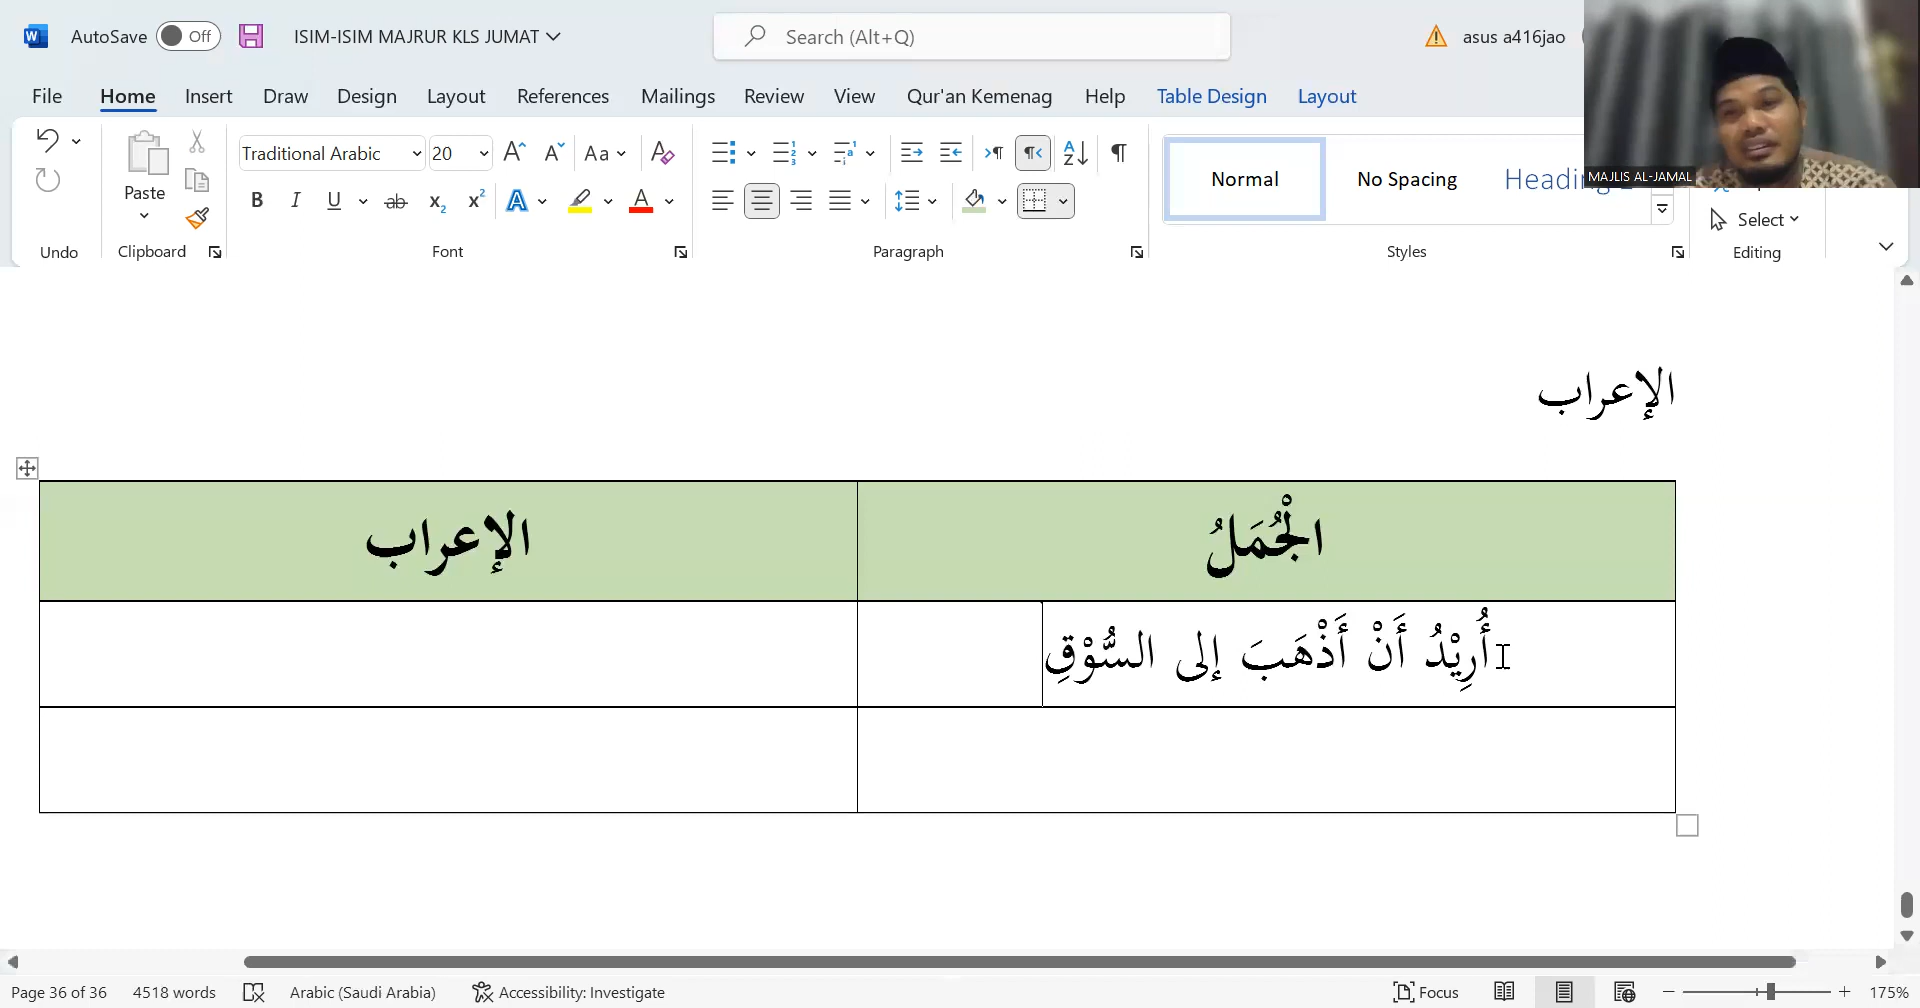 AutoSave Off ISIM-ISIM MAJRUR KLS JUMAT Search (Alt+Q) asus a416jao
File Home Insert Draw Design Layout References Mailings Review View Qur'an Kemenag Help Table Design Layout
Traditional Arabic 20
Paste
Normal No Spacing Heading
MAJLIS AL-JAMAL
Select
Undo Clipboard Font Paragraph Styles Editing
الإعراب
الْجُمَلُ الإعراب
أُرِيْدُ أَنْ أَذْهَبَ إلى السُّوْقِ
Page 36 of 36 4518 words Arabic (Saudi Arabia) Accessibility: Investigate Focus 175%